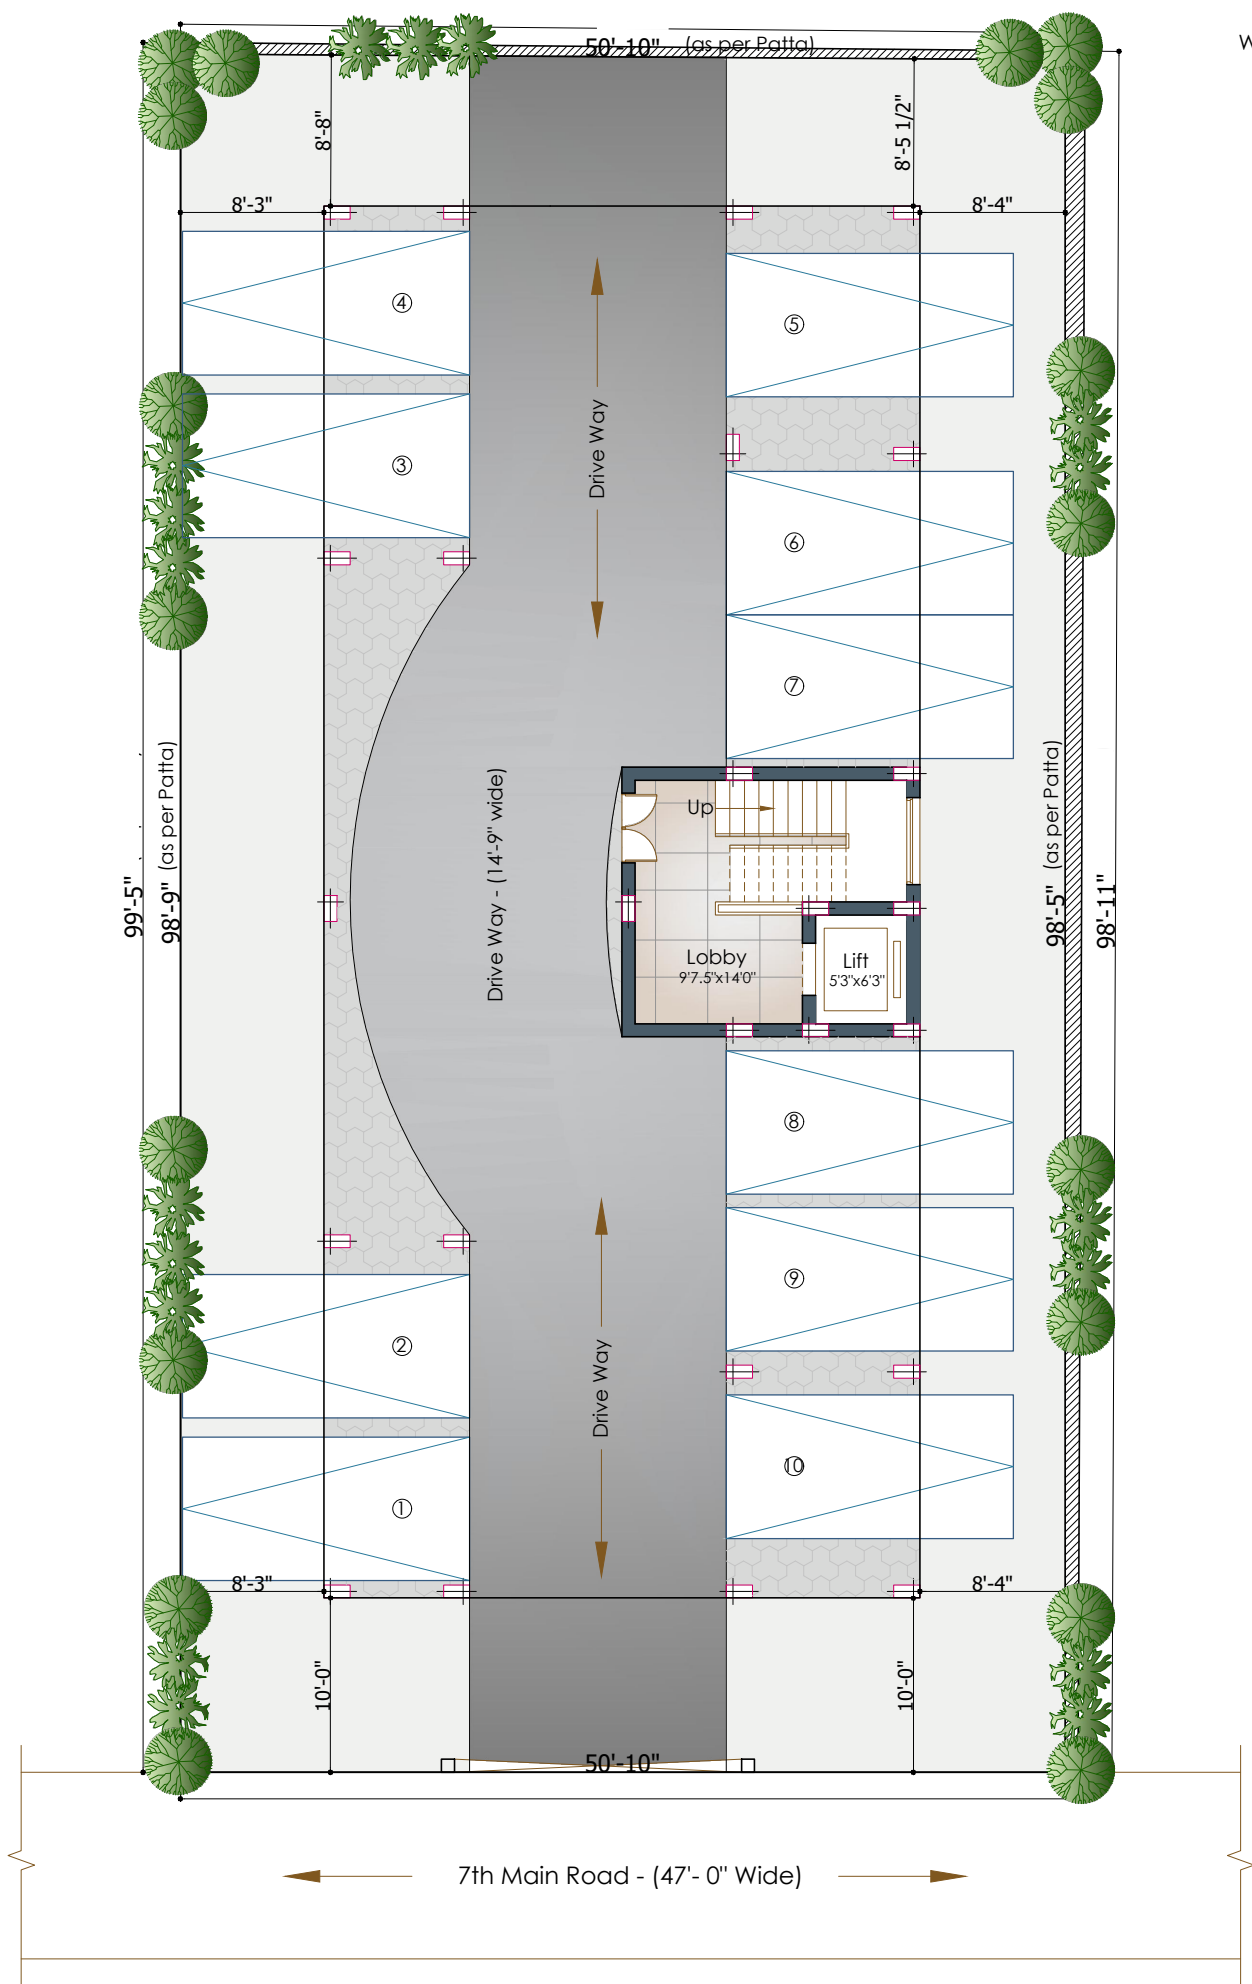 50'-10" (as per Patta)
W
8'-8"
8'-5 1/2"
8'-3"
8'-4"
4
5
Drive Way
3
6
7
98'-9" (as per Patta)
99'-5"
Drive Way - (14'-9" wide)
Up
98'-5" (as per Patta)
98'-11"
Lobby
9'7.5"x14'0"
Lift
5'3"x6'3"
8
9
2
Drive Way
10
1
8'-3"
8'-4"
10'-0"
10'-0"
50'-10"
7th Main Road - (47'- 0" Wide)